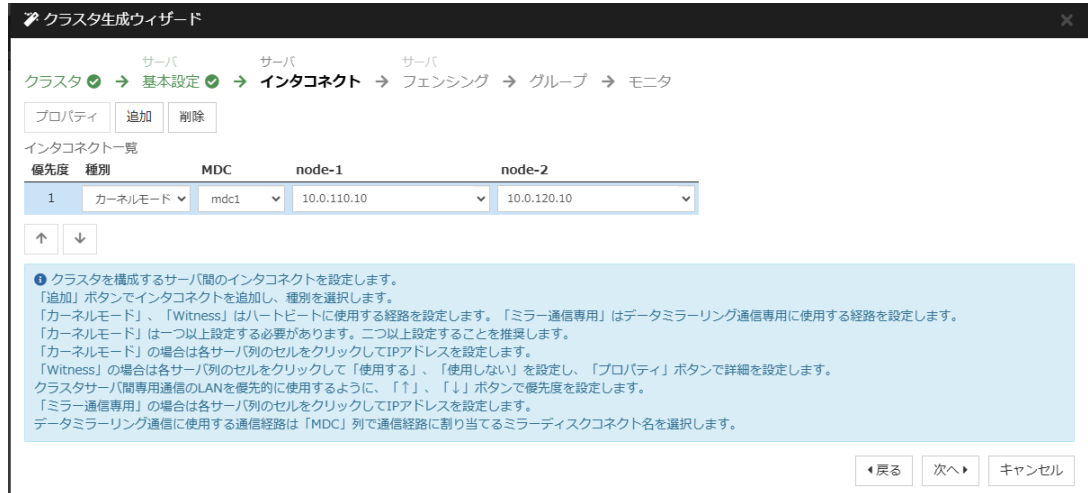 クラスタ生成ウィザード
サーバ サーバ サーバ
クラスタ → 基本設定 → インタコネクト → フェンシング → グループ → モニタ
プロパティ 追加 削除
インタコネクト一覧
優先度 種別 MDC node-1 node-2
1 カーネルモード mdc1 10.0.110.10 10.0.120.10
↑ ↓
クラスタを構成するサーバ間のインタコネクトを設定します。
「追加」ボタンでインタコネクトを追加し、種別を選択します。
「カーネルモード」、「Witness」はハートビートに使用する経路を設定します。「ミラー通信専用」はデータミラーリング通信専用に使用する経路を設定します。
「カーネルモード」は一つ以上設定する必要があります。二つ以上設定することを推奨します。
「カーネルモード」の場合は各サーバ列のセルをクリックしてIPアドレスを設定します。
「Witness」の場合は各サーバ列のセルをクリックして「使用する」、「使用しない」を設定し、「プロパティ」ボタンで詳細を設定します。
クラスタサーバ間専用通信のLANを優先的に使用するように、「↑」、「↓」ボタンで優先度を設定します。
「ミラー通信専用」の場合は各サーバ列のセルをクリックしてIPアドレスを設定します。
データミラーリング通信に使用する通信経路は「MDC」列で通信経路に割り当てるミラーディスクコネクト名を選択します。
戻る 次へ キャンセル